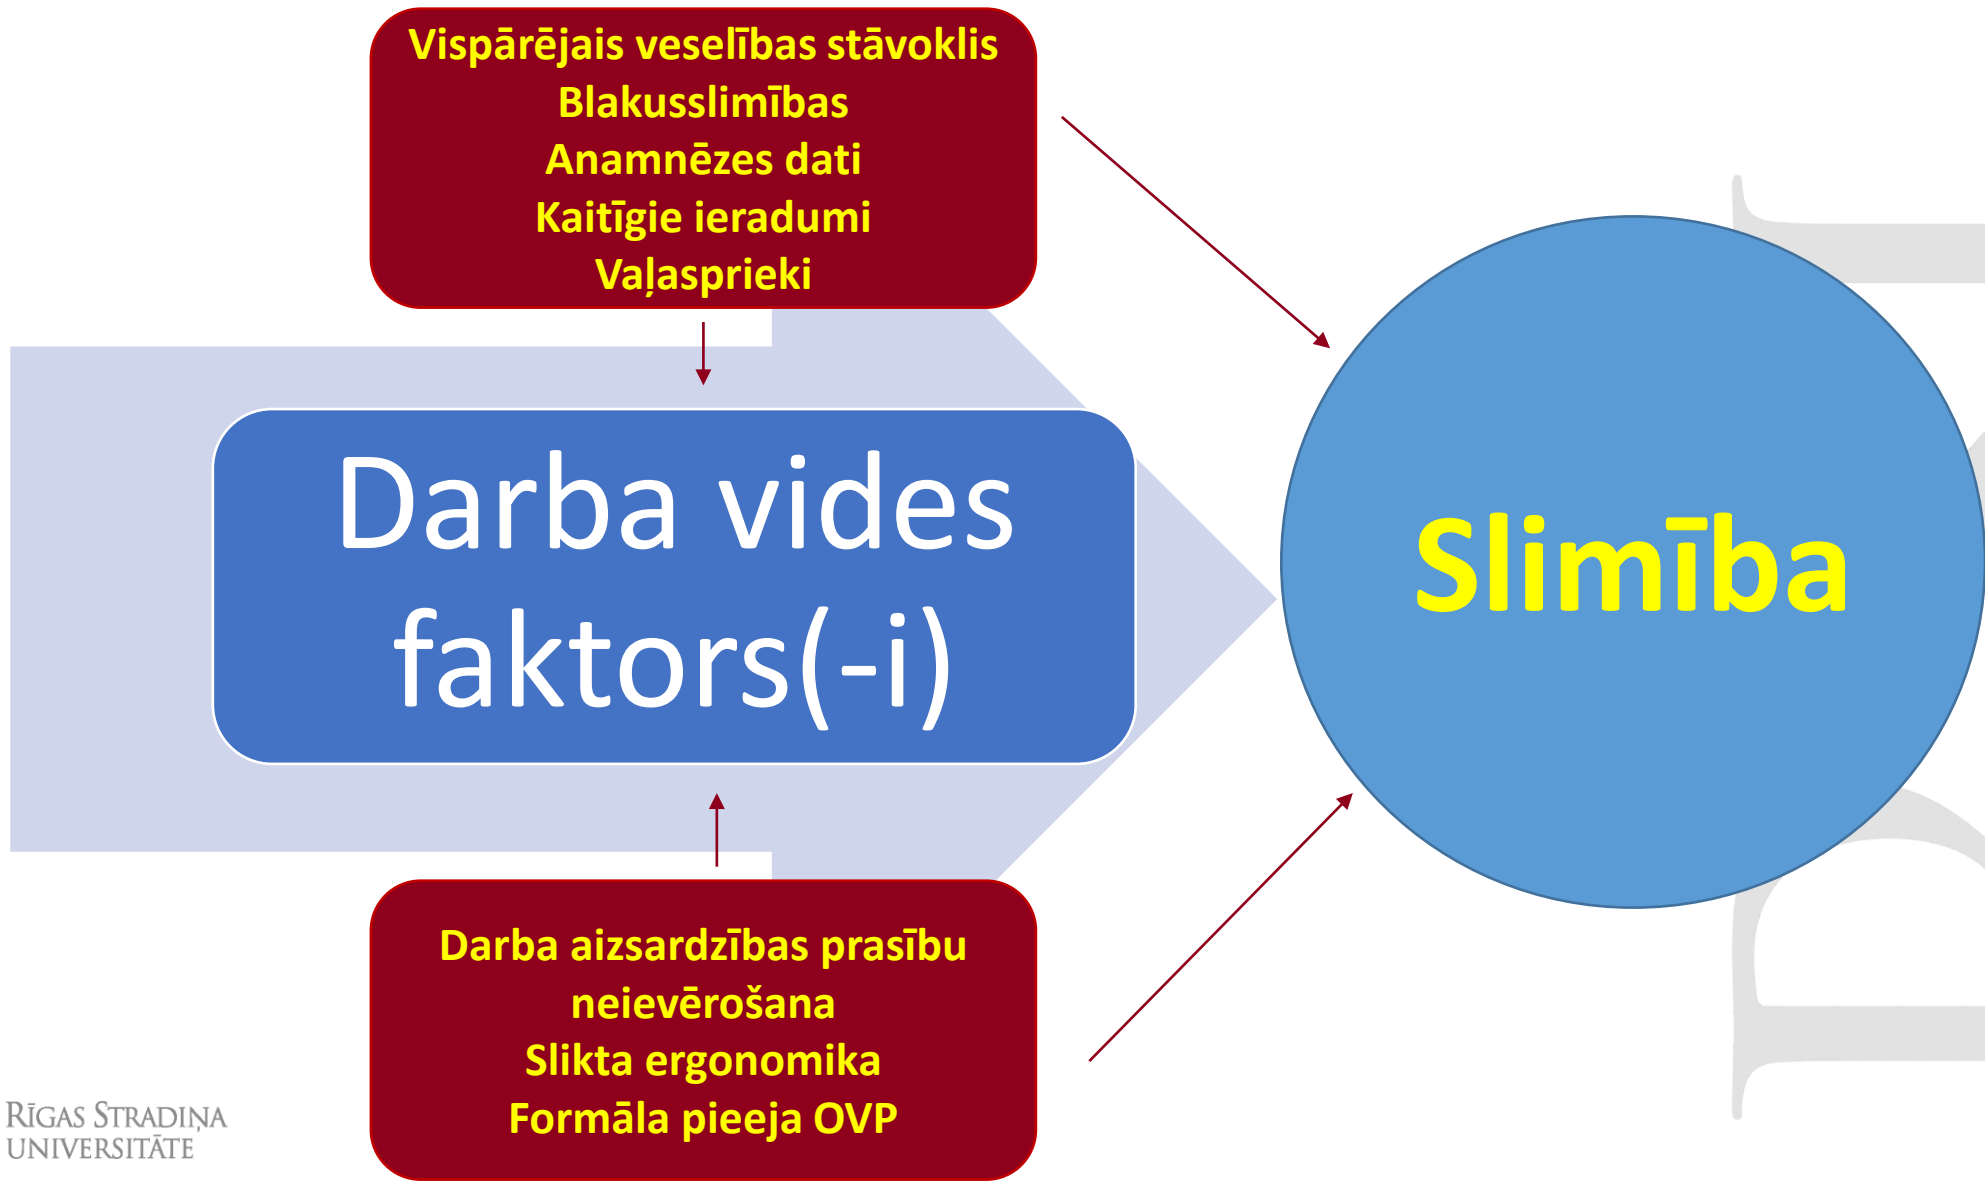 Vispārējais veselības stāvoklis
Blakusslimības
Anamnēzes dati
Kaitīgie ieradumi
Vaļasprieki
Darba vides
faktors(-i)
Slimība
Darba aizsardzības prasību
neievērošana
Slikta ergonomika
Formāla pieeja OVP
RĪGAS STRADIŅA
UNIVERSITĀTE